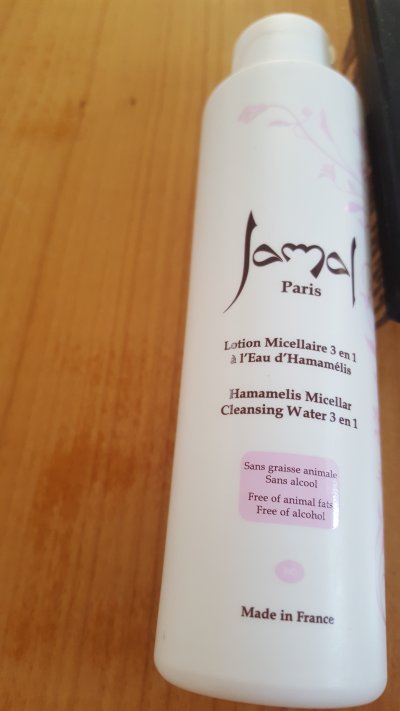 Jamal
Paris
Lotion Micellaire 3 en 1
à l'Eau d'Hamamélis
Hamamelis Micellar
Cleansing Water 3 en 1
Sans graisse animale
Sans alcool
Free of animal fats
Free of alcohol
Made in France